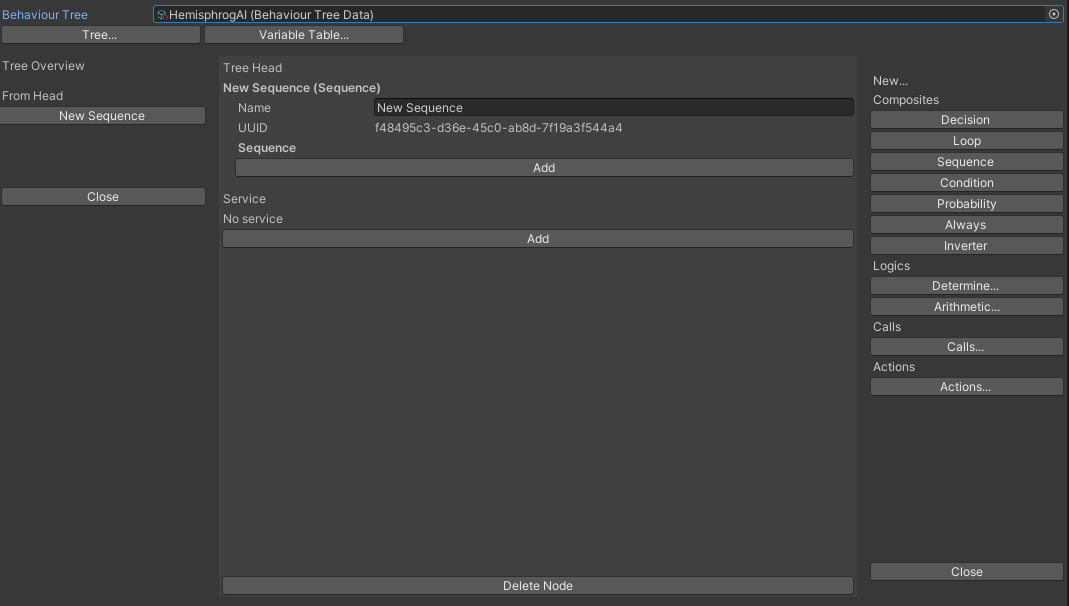 Behaviour Tree
HemisphrogAI (Behaviour Tree Data)
Tree...
Variable Table...
Tree Overview
From Head
New Sequence
Close
Tree Head
New Sequence (Sequence)
Name
New Sequence
UUID
f48495c3-d36e-45c0-ab8d-7f19a3f544a4
Sequence
Add
Service
No service
Add
Delete Node
New...
Composites
Decision
Loop
Sequence
Condition
Probability
Always
Inverter
Logics
Determine...
Arithmetic...
Calls
Calls...
Actions
Actions...
Close